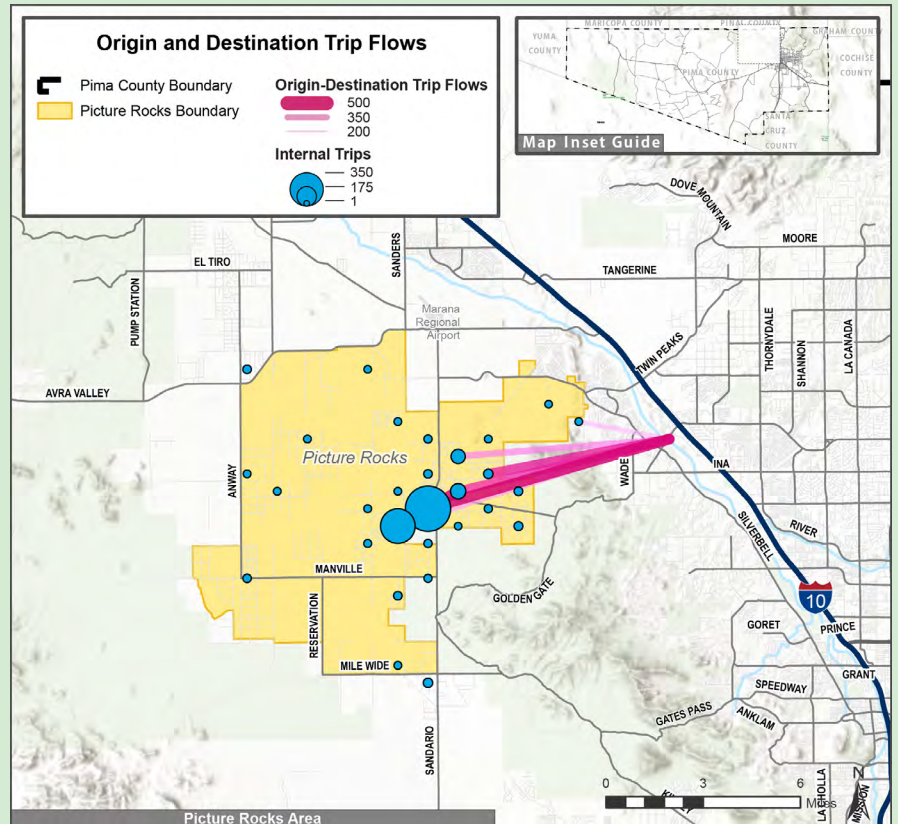 Origin and Destination Trip Flows
Pima County Boundary
Picture Rocks Boundary
Origin-Destination Trip Flows
500
350
200
Internal Trips
350
175
1
MARICOPA COUNTY
PINAL COUNTY
GRAHAM COUNTY
YUMA
COUNTY
COCHISE
COUNTY
PIMA COUNTY
SANTA
CRUZ
COUNTY
Map Inset Guide
DOVE MOUNTAIN
MOORE
SANDERS
EL TIRO
TANGERINE
PUMP STATION
Marana
Regional
Airport
THORNYDALE
SHANNON
LA CANADA
TWIN PEAKS
AVRA VALLEY
Picture Rocks
ANWAY
WADE
INA
SILVERBELL
RIVER
MANVILLE
GOLDEN GATE
10
RESERVATION
GORET
PRINCE
MILE WIDE
GRANT
SPEEDWAY
GATES PASS
ANKLAM
SANDARIO
0
3
6
Miles
N
MISSION
Picture Rocks Area